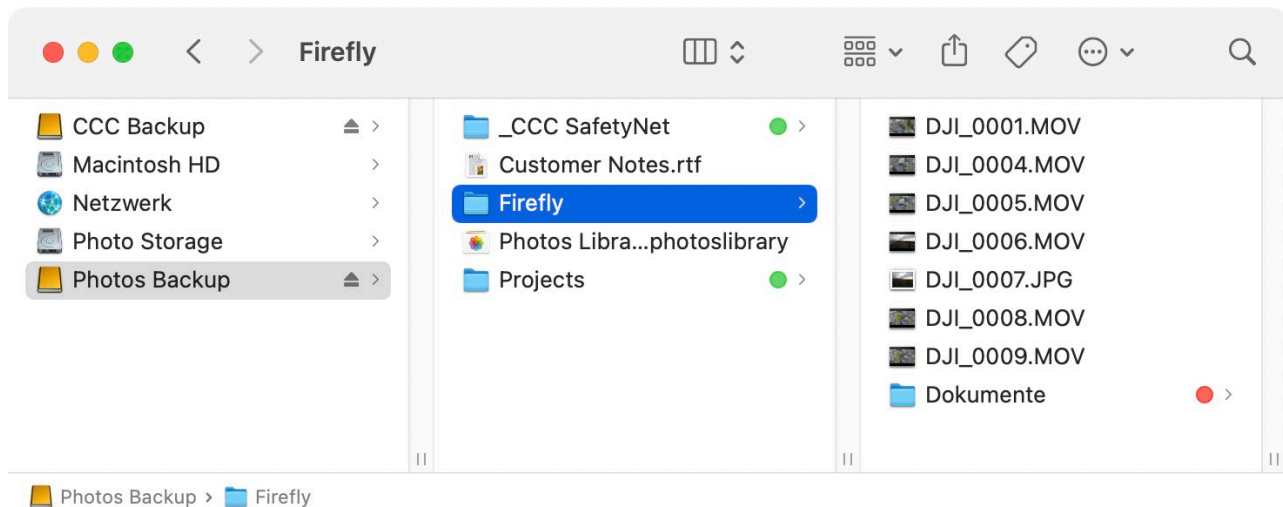 Firefly
CCC Backup
Macintosh HD
Netzwerk
Photo Storage
Photos Backup
_CCC SafetyNet
Customer Notes.rtf
Firefly
Photos Libra...photoslibrary
Projects
DJI_0001.MOV
DJI_0004.MOV
DJI_0005.MOV
DJI_0006.MOV
DJI_0007.JPG
DJI_0008.MOV
DJI_0009.MOV
Dokumente
Photos Backup › Firefly